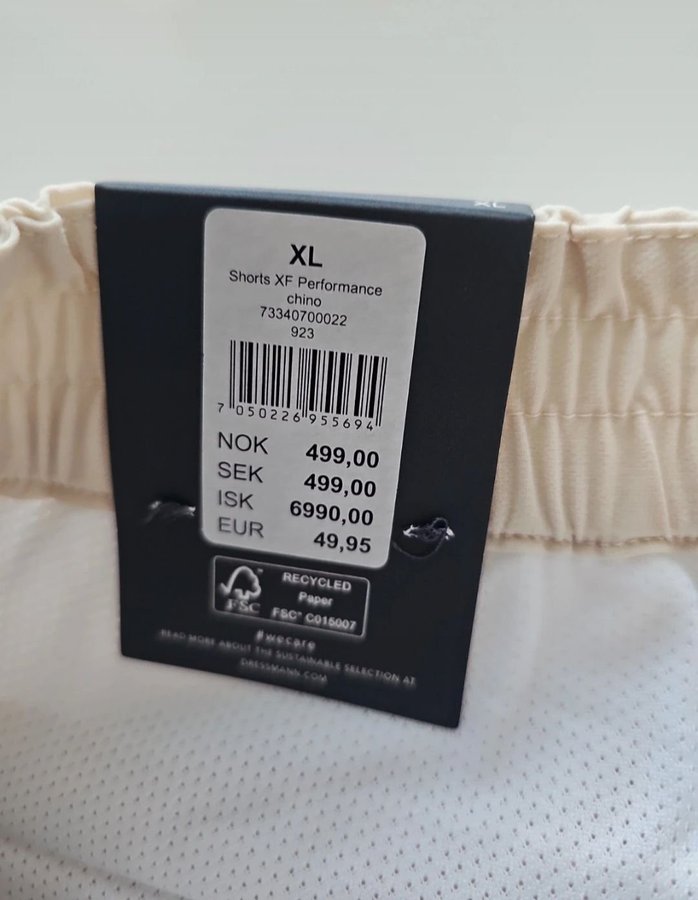 XL
XL
Shorts XF Performance
chino
73340700022
923
7 050226 955694
NOK 499,00
SEK 499,00
ISK 6990,00
EUR 49,95
FSC™
RECYCLED
Paper
FSC® C015007
#wecare
READ MORE ABOUT THE SUSTAINABLE SELECTION AT
DRESSMANN.COM